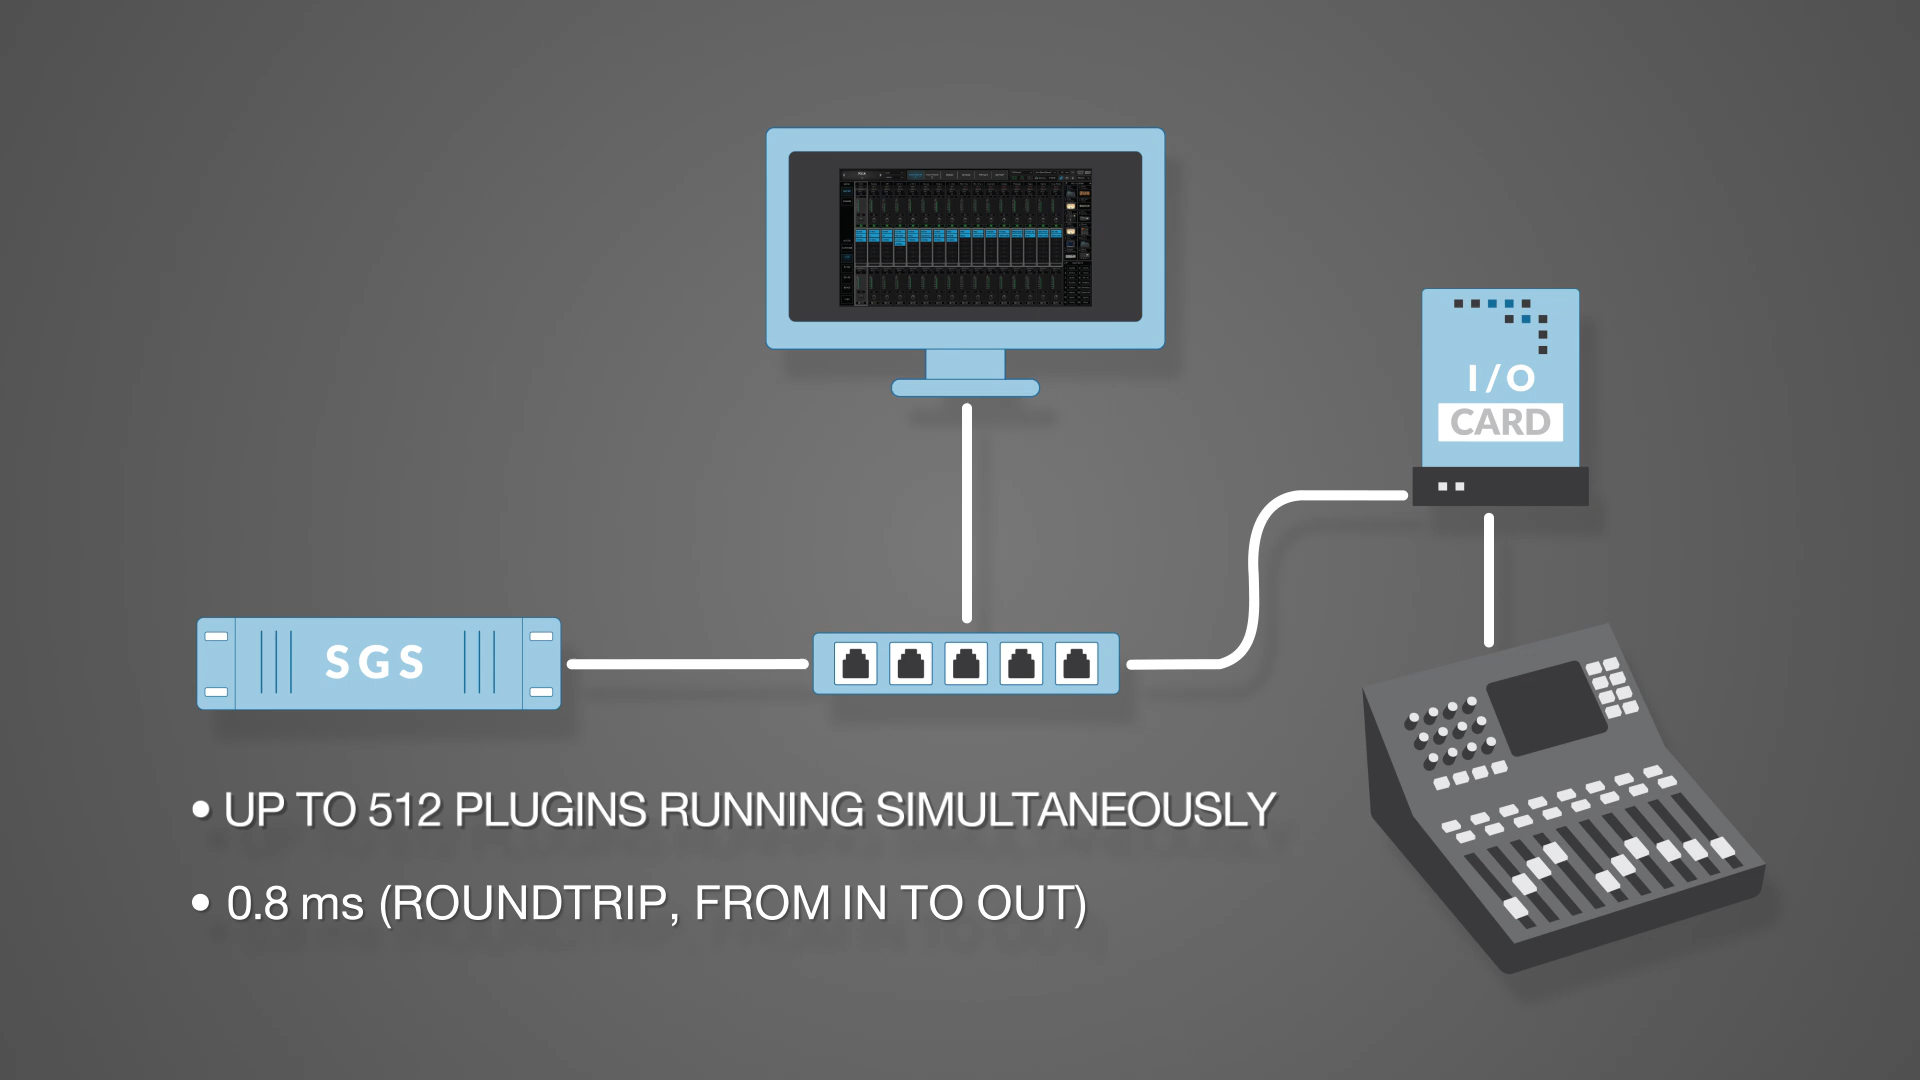 I/O
CARD
SGS
• UP TO 512 PLUGINS RUNNING SIMULTANEOUSLY
• 0.8 ms (ROUNDTRIP, FROM IN TO OUT)